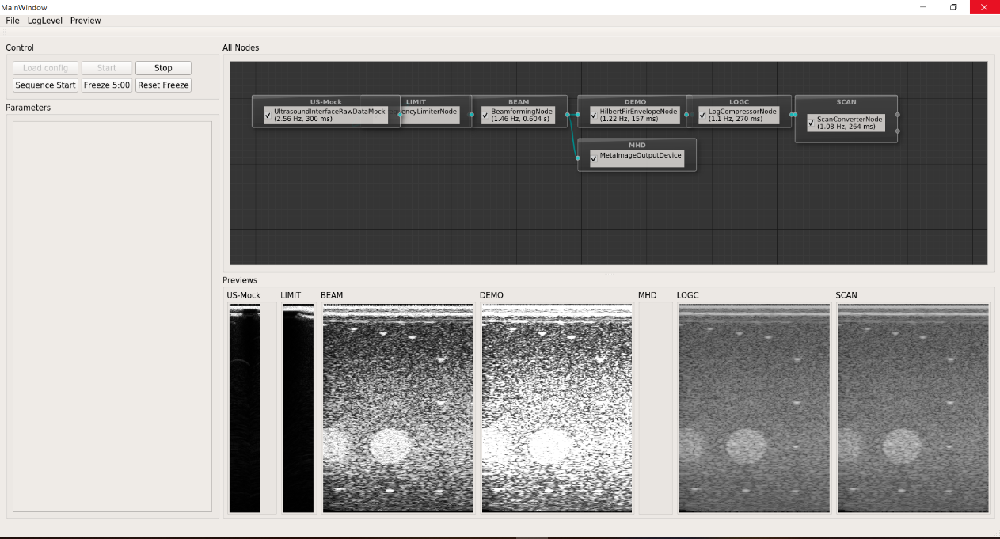 MainWindow
File LogLevel Preview
Control
Load config Start Stop
Sequence Start Freeze 5:00 Reset Freeze
Parameters
All Nodes
US-Mock
UltrasoundInterfaceRawDataMock
(2.56 Hz, 300 ms)
LIMIT
encyLimiterNode
BEAM
BeamformingNode
(1.46 Hz, 0.604 s)
DEMO
HilbertFirEnvelopeNode
(1.22 Hz, 157 ms)
LOGC
LogCompressorNode
(1.1 Hz, 270 ms)
SCAN
ScanConverterNode
(1.08 Hz, 264 ms)
MHD
MetaImageOutputDevice
Previews
US-Mock LIMIT BEAM DEMO MHD LOGC SCAN